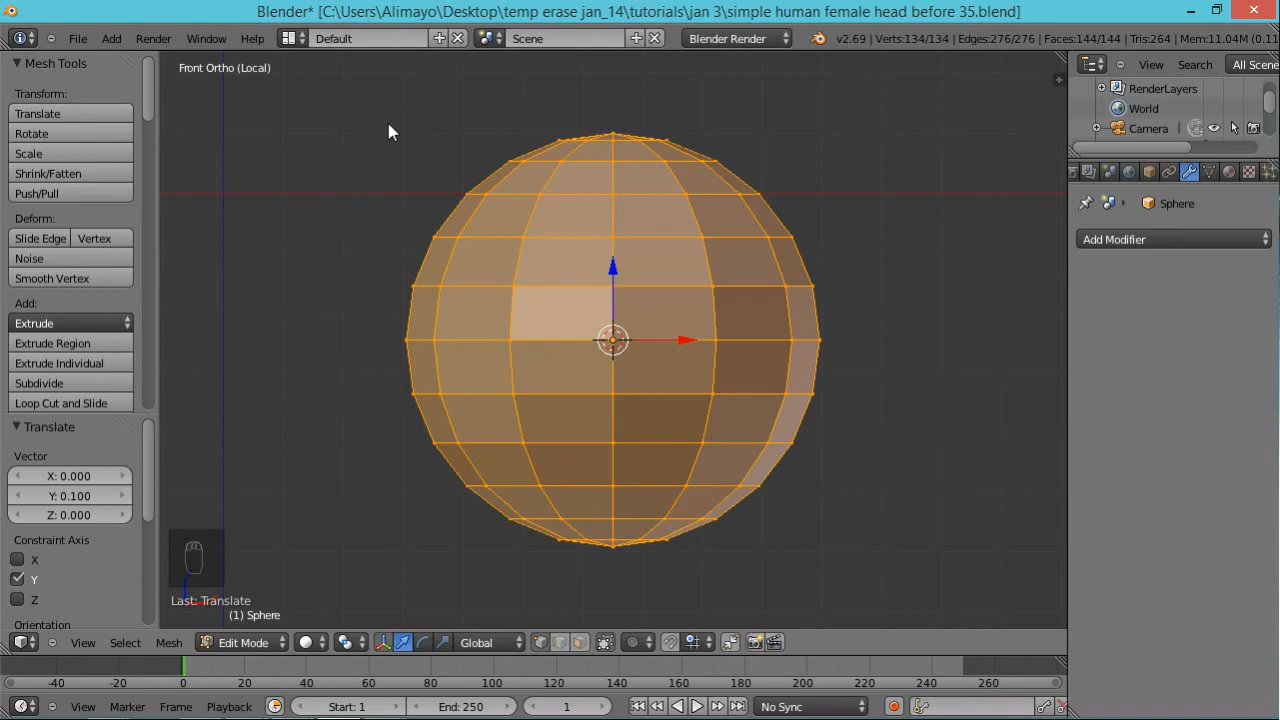 Blender* [C:\Users\Alimayo\Desktop\temp erase jan_14\tutorials\jan 3\simple human female head before 35.blend]
File Add Render Window Help Default Scene Blender Render v2.69 | Verts:134/134 | Edges:276/276 | Faces:144/144 | Tris:264 | Mem:11.04M (0.11
Mesh Tools
Transform:
Translate
Rotate
Scale
Shrink/Fatten
Push/Pull
Deform:
Slide Edge Vertex
Noise
Smooth Vertex
Add:
Extrude
Extrude Region
Extrude Individual
Subdivide
Loop Cut and Slide
Translate
Vector
X: 0.000
Y: 0.100
Z: 0.000
Constraint Axis
X
Y
Z
Orientation
Front Ortho (Local)
Last: Translate
(1) Sphere
View Search All Scene
RenderLayers
World
Camera
Sphere
Add Modifier
View Select Mesh Edit Mode Global
-40 -20 0 20 40 60 80 100 120 140 160 180 200 220 240 260
View Marker Frame Playback Start: 1 End: 250 1 No Sync